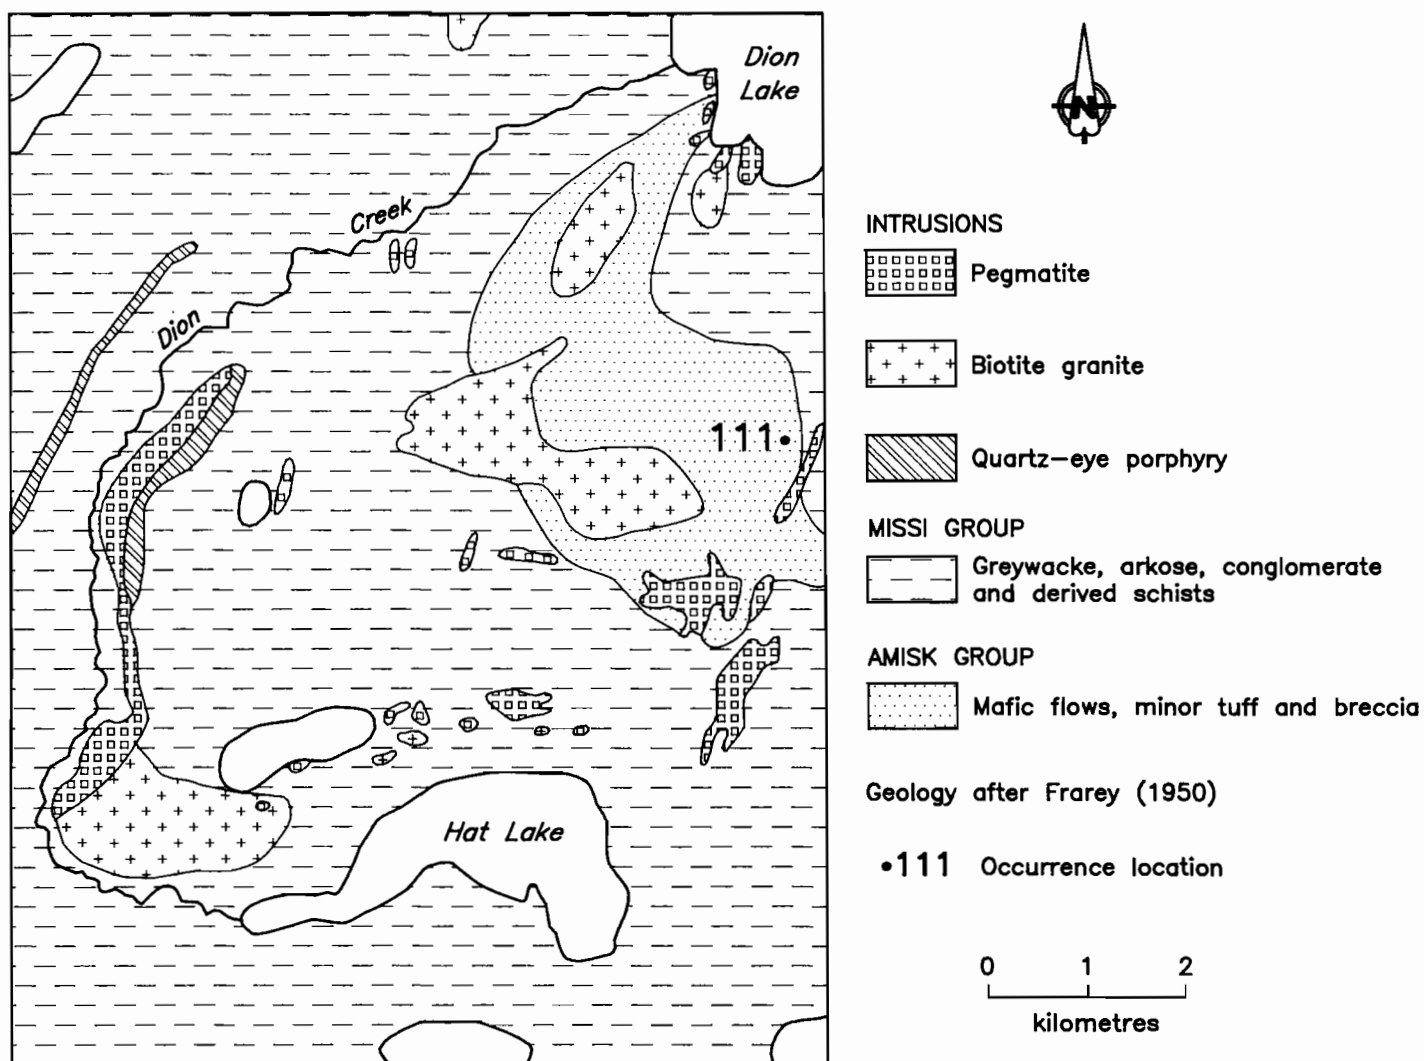 Dion
Lake
N
Creek
Dion
111
Hat Lake
INTRUSIONS
Pegmatite
Biotite granite
Quartz-eye porphyry
MISSI GROUP
Greywacke, arkose, conglomerate
and derived schists
AMISK GROUP
Mafic flows, minor tuff and breccia
Geology after Frarey (1950)
•111 Occurrence location
0 1 2
kilometres